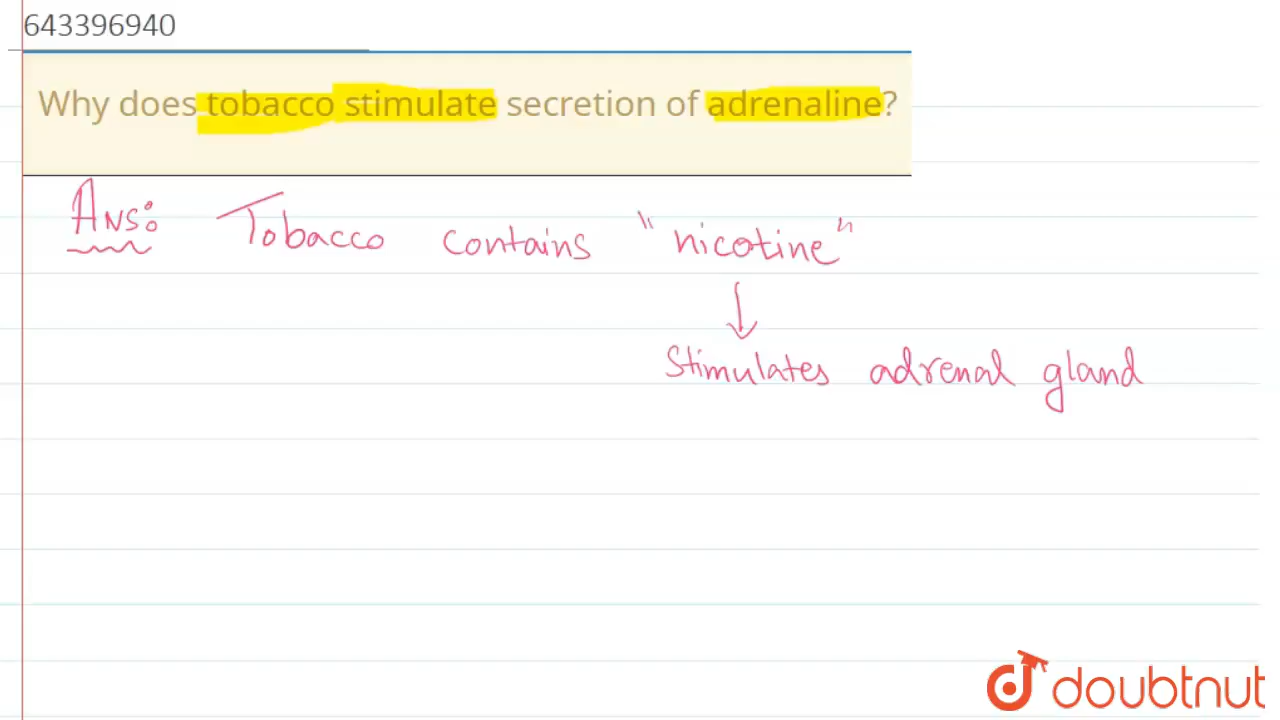 643396940
Why does tobacco stimulate secretion of adrenaline?
Ans: Tobacco contains "nicotine"
↓
Stimulates adrenal gland
doubtnut